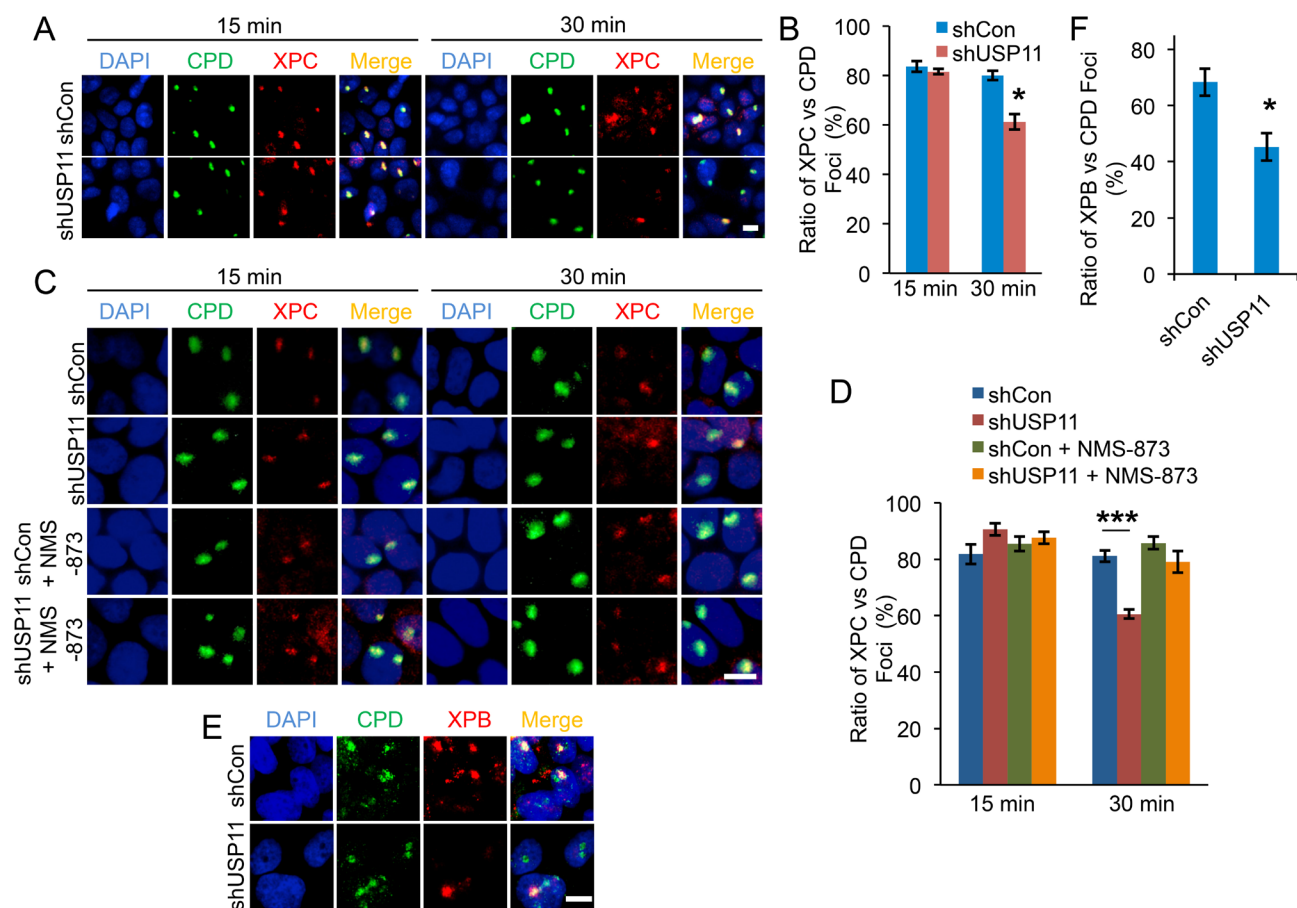 A
15 min
30 min
DAPI CPD XPC Merge DAPI CPD XPC Merge
shCon
shUSP11
B
shCon
shUSP11
Ratio of XPC vs CPD
Foci (%)
100
80
60
40
20
0
*
15 min 30 min
F
Ratio of XPB vs CPD Foci
(%)
80
60
40
20
0
*
shCon
shUSP11
C
15 min
30 min
DAPI CPD XPC Merge DAPI CPD XPC Merge
shCon
shUSP11
shCon
+ NMS
-873
shUSP11
+ NMS
-873
D
shCon
shUSP11
shCon + NMS-873
shUSP11 + NMS-873
Ratio of XPC vs CPD
Foci (%)
100
80
60
40
20
0
***
15 min 30 min
E
DAPI CPD XPB Merge
shCon
shUSP11